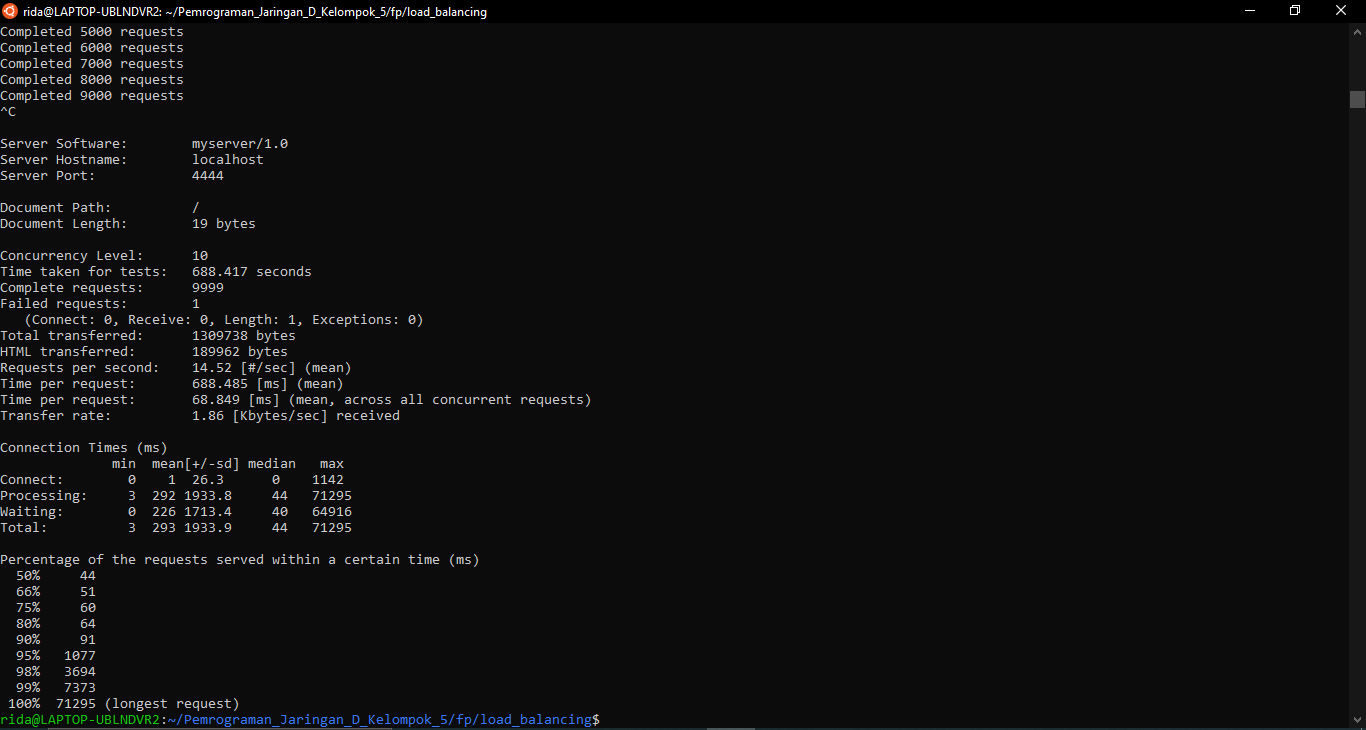 rida@LAPTOP-UBLNDVR2: ~/Pemrograman_Jaringan_D_Kelompok_5/fp/load_balancing
Completed 5000 requests
Completed 6000 requests
Completed 7000 requests
Completed 8000 requests
Completed 9000 requests
^C
Server Software:        myserver/1.0
Server Hostname:        localhost
Server Port:            4444
Document Path:          /
Document Length:        19 bytes
Concurrency Level:      10
Time taken for tests:   688.417 seconds
Complete requests:      9999
Failed requests:        1
   (Connect: 0, Receive: 0, Length: 1, Exceptions: 0)
Total transferred:      1309738 bytes
HTML transferred:       189962 bytes
Requests per second:    14.52 [#/sec] (mean)
Time per request:       688.485 [ms] (mean)
Time per request:       68.849 [ms] (mean, across all concurrent requests)
Transfer rate:          1.86 [Kbytes/sec] received
Connection Times (ms)
              min  mean[+/-sd] median   max
Connect:        0    1  26.3      0    1142
Processing:     3  292 1933.8     44   71295
Waiting:        0  226 1713.4     40   64916
Total:          3  293 1933.9     44   71295
Percentage of the requests served within a certain time (ms)
  50%     44
  66%     51
  75%     60
  80%     64
  90%     91
  95%   1077
  98%   3694
  99%   7373
 100%  71295 (longest request)
rida@LAPTOP-UBLNDVR2:~/Pemrograman_Jaringan_D_Kelompok_5/fp/load_balancing$